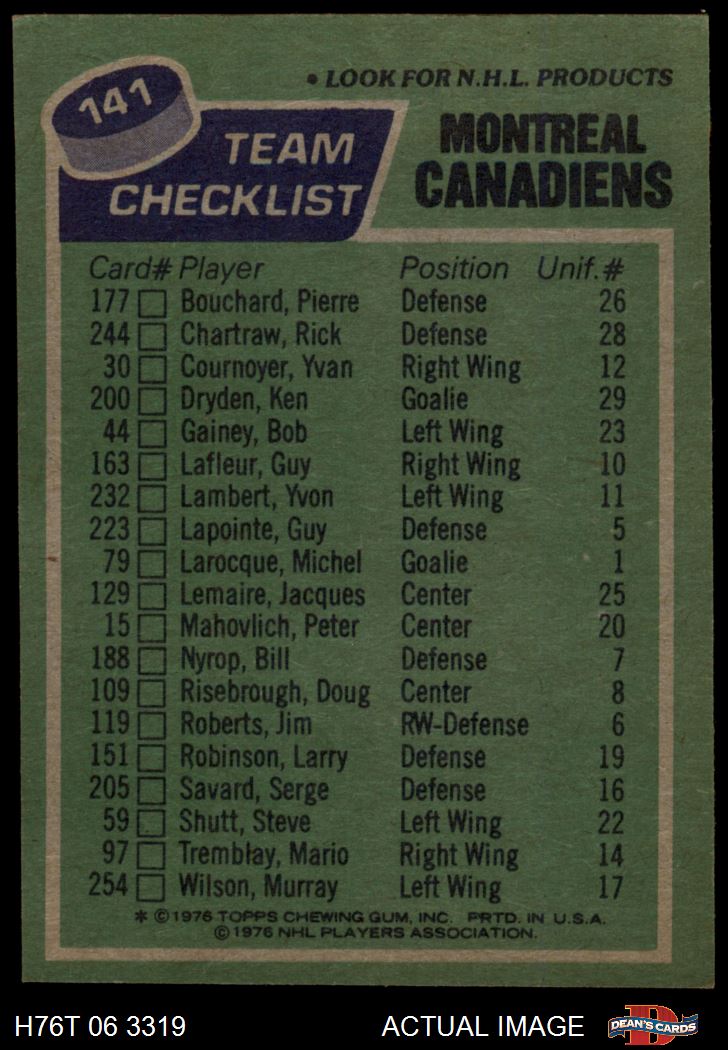 141
• LOOK FOR N.H.L. PRODUCTS
TEAM CHECKLIST
MONTREAL CANADIENS
Card# Player Position Unif.#
177 Bouchard, Pierre Defense 26
244 Chartraw, Rick Defense 28
30 Cournoyer, Yvan Right Wing 12
200 Dryden, Ken Goalie 29
44 Gainey, Bob Left Wing 23
163 Lafleur, Guy Right Wing 10
232 Lambert, Yvon Left Wing 11
223 Lapointe, Guy Defense 5
79 Larocque, Michel Goalie 1
129 Lemaire, Jacques Center 25
15 Mahovlich, Peter Center 20
188 Nyrop, Bill Defense 7
109 Risebrough, Doug Center 8
119 Roberts, Jim RW-Defense 6
151 Robinson, Larry Defense 19
205 Savard, Serge Defense 16
59 Shutt, Steve Left Wing 22
97 Tremblay, Mario Right Wing 14
254 Wilson, Murray Left Wing 17
* ©1976 TOPPS CHEWING GUM, INC. PRTD. IN U.S.A.
©1976 NHL PLAYERS ASSOCIATION.
H76T 06 3319 ACTUAL IMAGE
D
DEAN'S CARDS